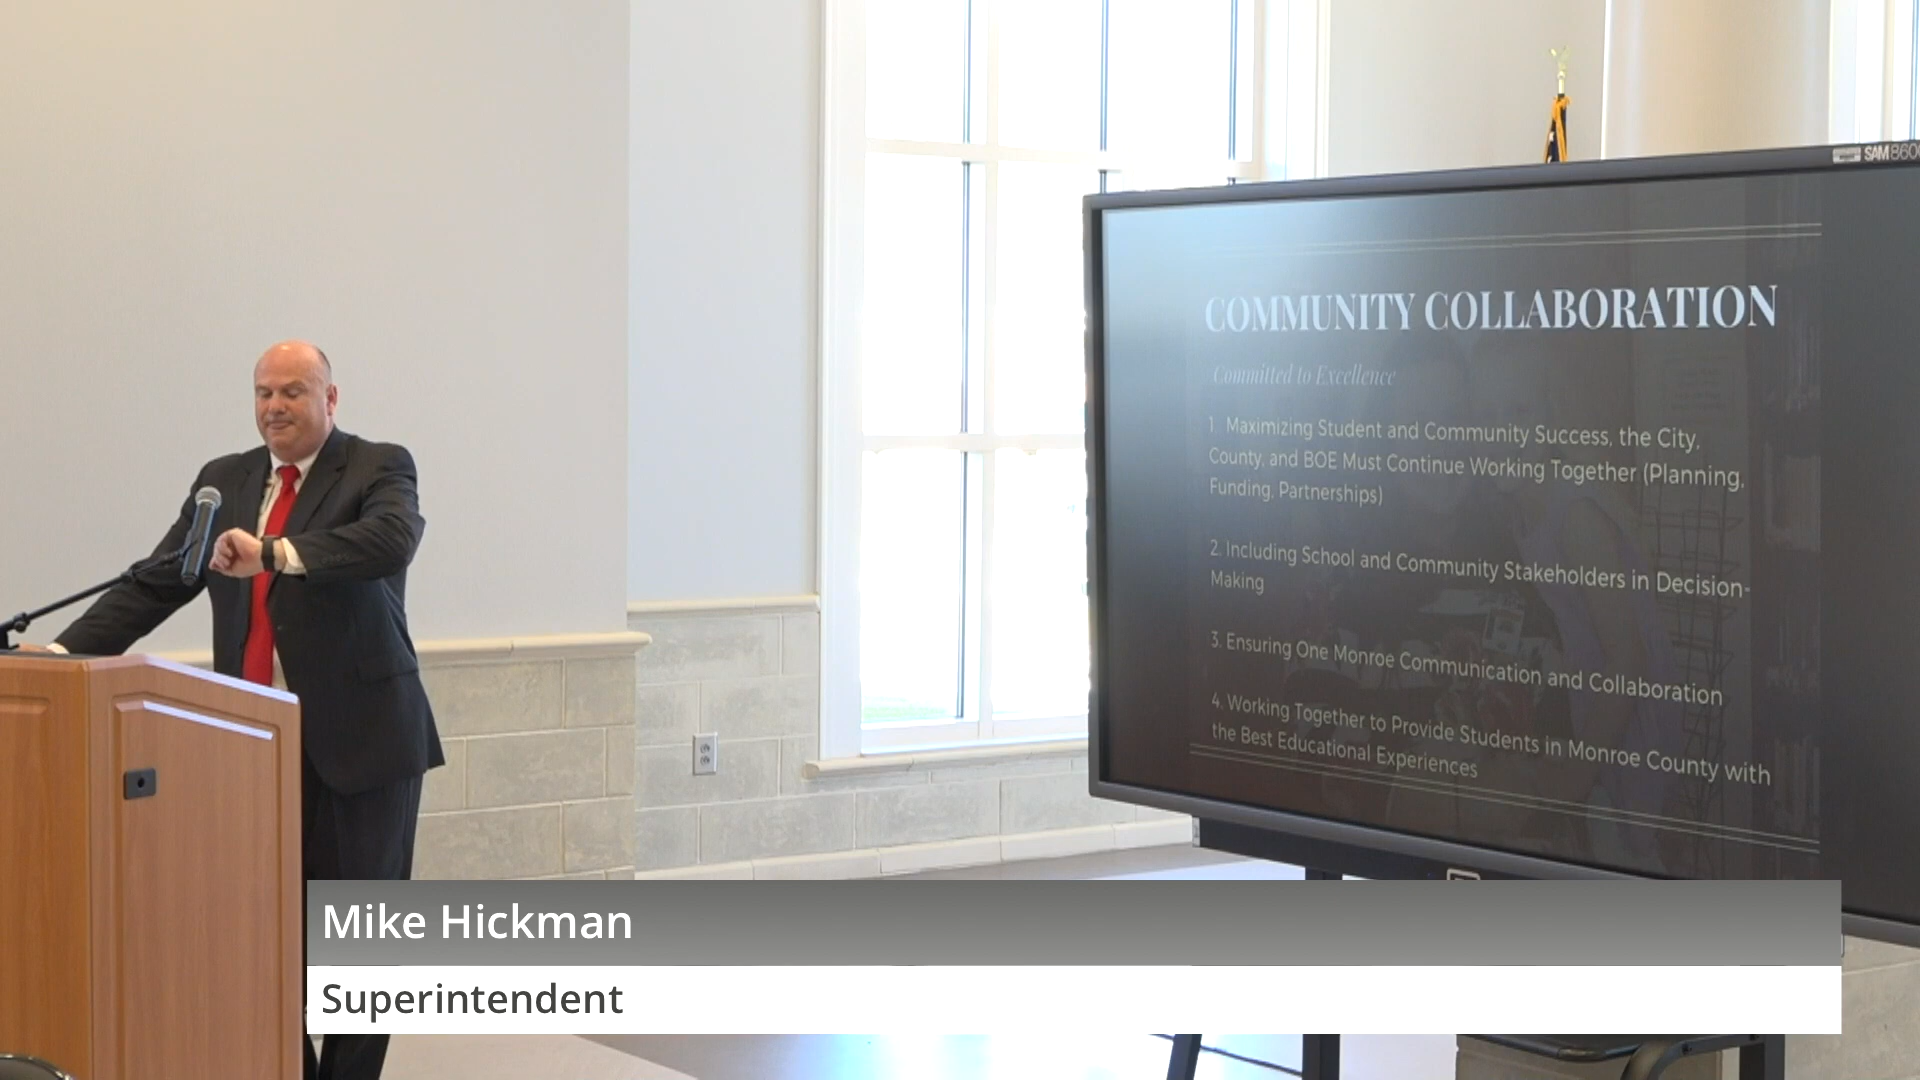 SAM 8600
COMMUNITY COLLABORATION
Committed to Excellence
1 Maximizing Student and Community Success, the City,
County, and BOE Must Continue Working Together (Planning,
Funding, Partnerships)
2. Including School and Community Stakeholders in Decision-
Making
3. Ensuring One Monroe Communication and Collaboration
4. Working Together to Provide Students in Monroe County with
the Best Educational Experiences
Mike Hickman
Superintendent